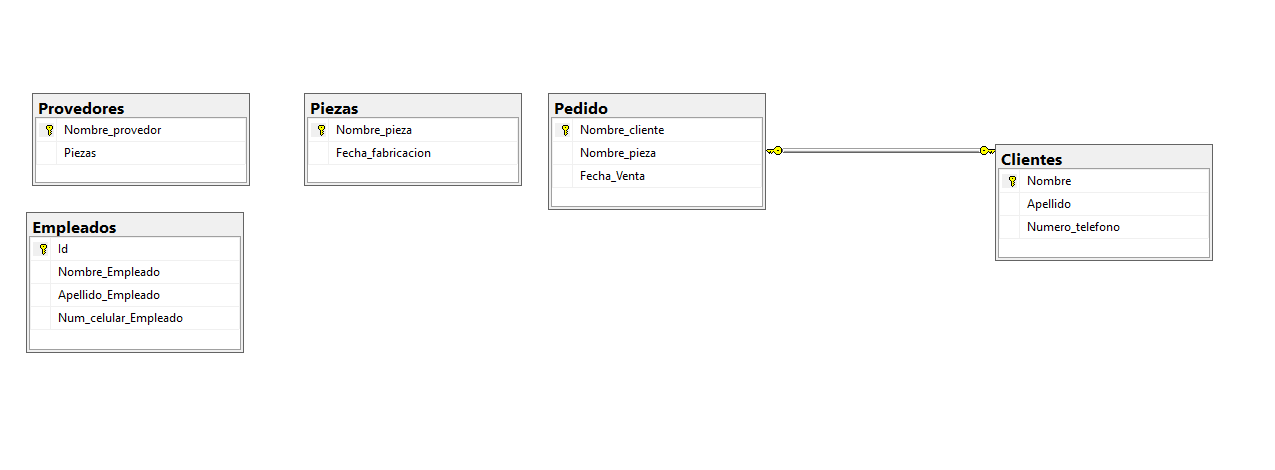 Provedores
Nombre_provedor
Piezas
Piezas
Nombre_pieza
Fecha_fabricacion
Pedido
Nombre_cliente
Nombre_pieza
Fecha_Venta
Clientes
Nombre
Apellido
Numero_telefono
Empleados
Id
Nombre_Empleado
Apellido_Empleado
Num_celular_Empleado